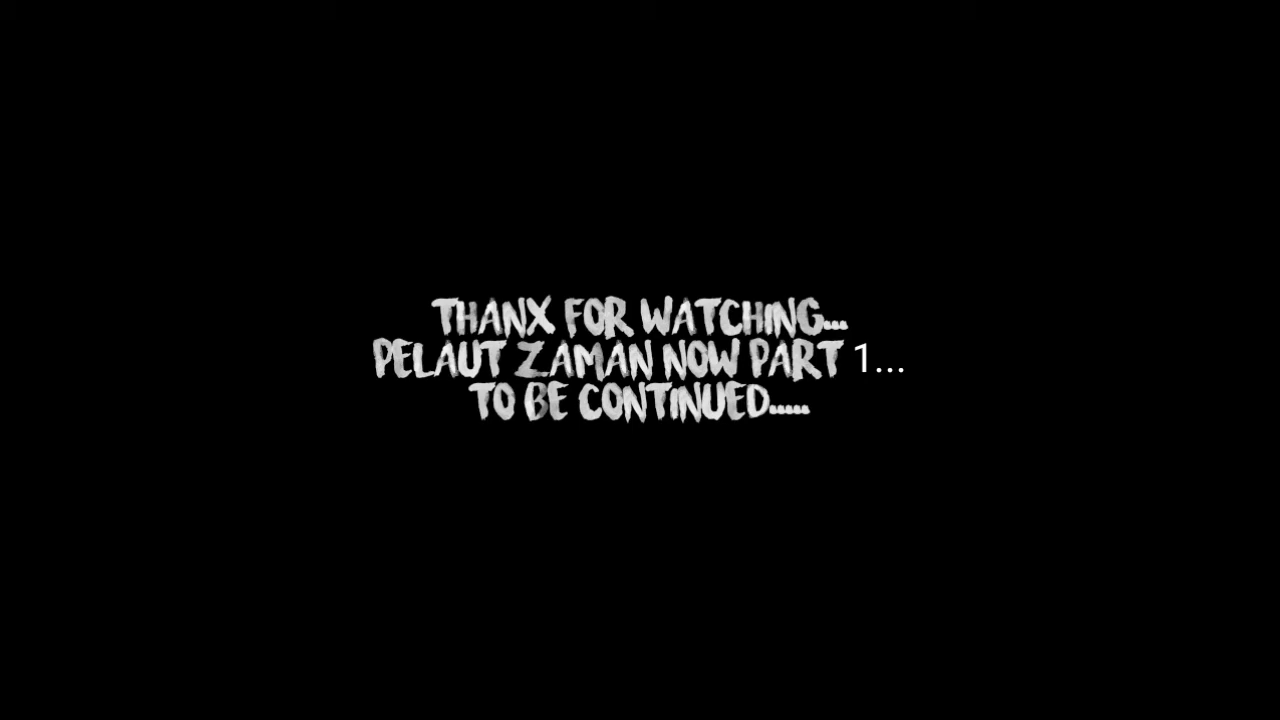 THANX FOR WATCHING...
PELAUT ZAMAN NOW PART 1...
TO BE CONTINUED.....